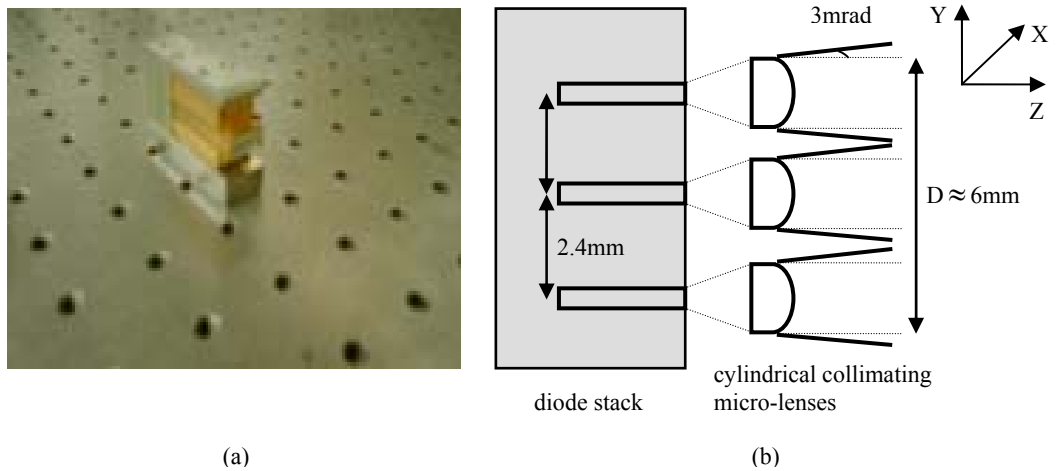 3mrad
Y
X
Z
D ≈ 6mm
2.4mm
diode stack
cylindrical collimating
micro-lenses
(a)
(b)